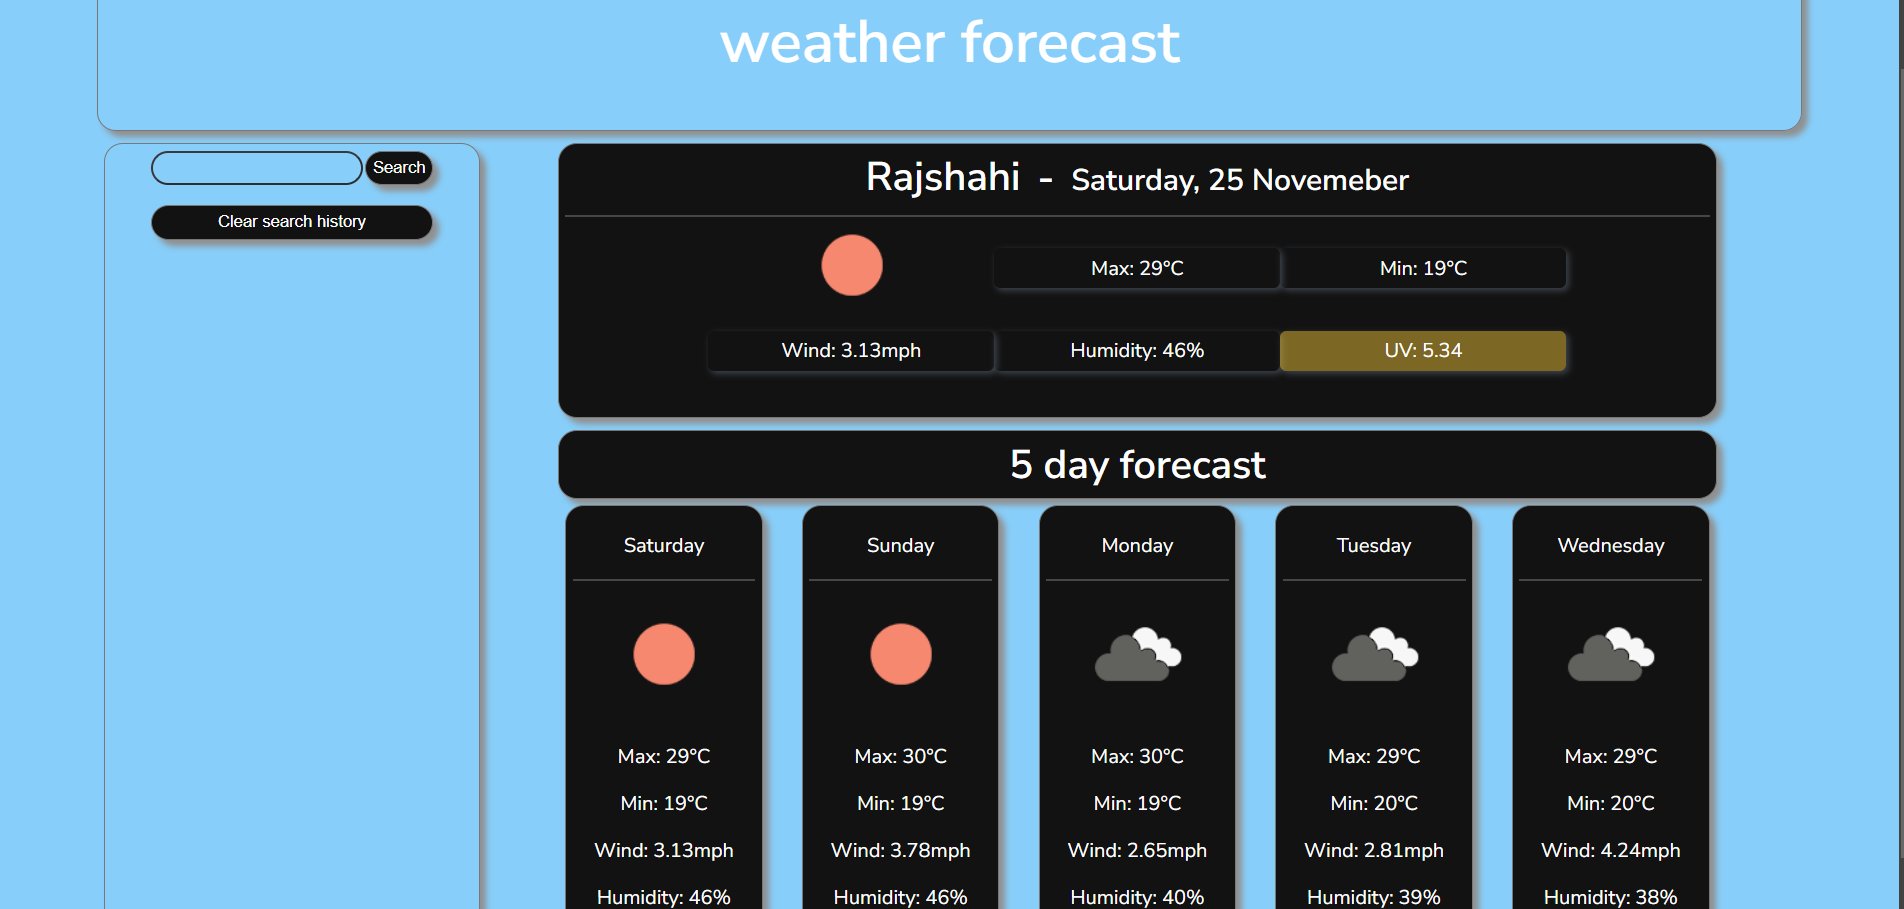 weather forecast
Search
Clear search history
Rajshahi - Saturday, 25 Novemeber
Max: 29°C
Min: 19°C
Wind: 3.13mph
Humidity: 46%
UV: 5.34
5 day forecast
Saturday
Max: 29°C
Min: 19°C
Wind: 3.13mph
Humidity: 46%
Sunday
Max: 30°C
Min: 19°C
Wind: 3.78mph
Humidity: 46%
Monday
Max: 30°C
Min: 19°C
Wind: 2.65mph
Humidity: 40%
Tuesday
Max: 29°C
Min: 20°C
Wind: 2.81mph
Humidity: 39%
Wednesday
Max: 29°C
Min: 20°C
Wind: 4.24mph
Humidity: 38%